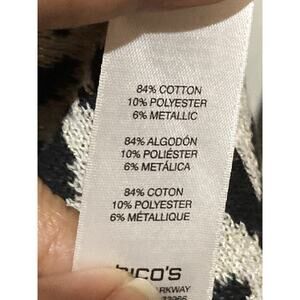 84% COTTON
10% POLYESTER
6% METALLIC
84% ALGODÓN
10% POLIÉSTER
6% METÁLICA
84% COTON
10% POLYESTER
6% MÉTALLIQUE